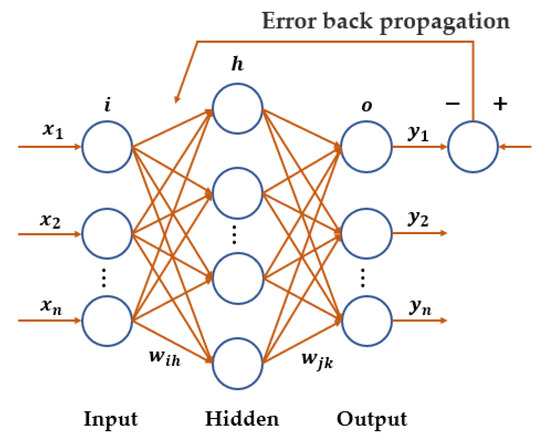 Error back propagation
h
i
o
− +
x₁
y₁
x₂
y₂
⋮ ⋮ ⋮
xₙ
yₙ
wᵢₕ
wⱼₖ
Input Hidden Output